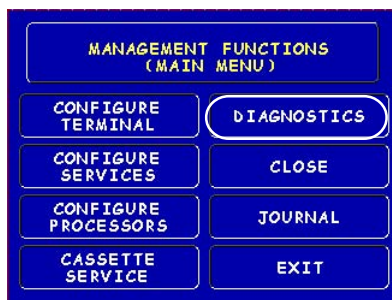 MANAGEMENT FUNCTIONS
(MAIN MENU)
CONFIGURE
TERMINAL
DIAGNOSTICS
CONFIGURE
SERVICES
CLOSE
CONFIGURE
PROCESSORS
JOURNAL
CASSETTE
SERVICE
EXIT